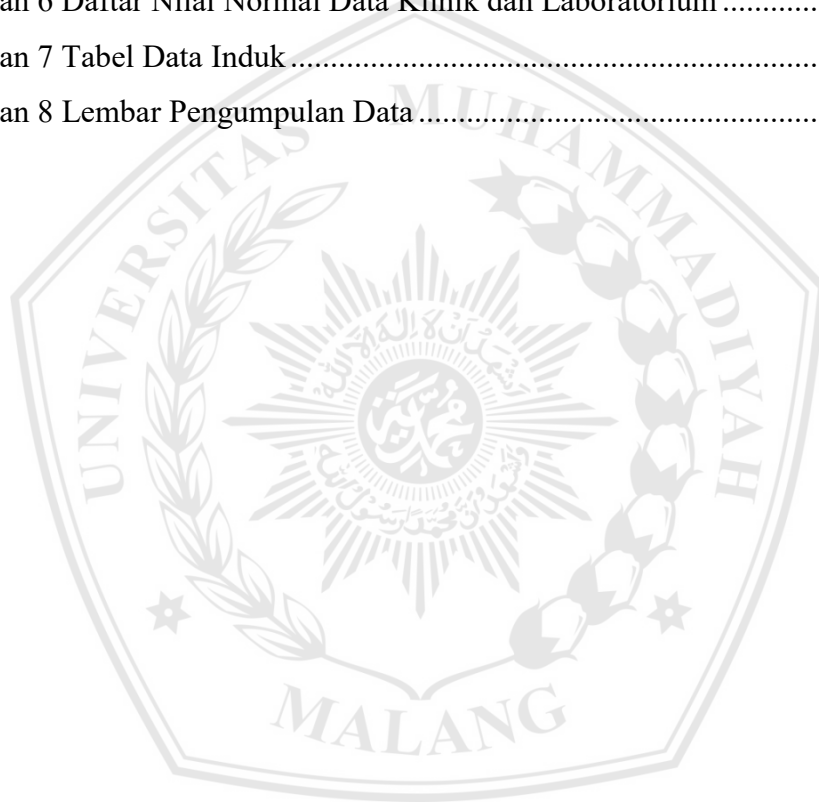 an 6 Daftar Nilai Normal Data Klinik dan Laboratorium ............
an 7 Tabel Data Induk ..................................................................
an 8 Lembar Pengumpulan Data ..................................................
UNIVERSITAS MUHAMMADIYAH
MALANG